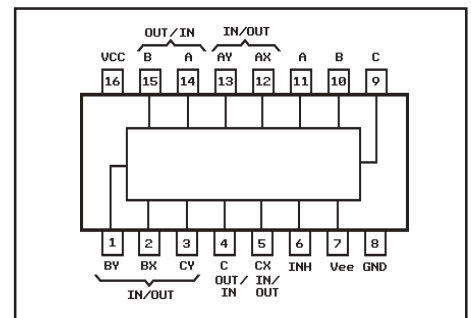 OUT/IN IN/OUT
VCC B A AY AX A B C
16 15 14 13 12 11 10 9
1 2 3 4 5 6 7 8
BY BX CY C CX INH Vee GND
OUT/ IN/
IN/OUT IN OUT